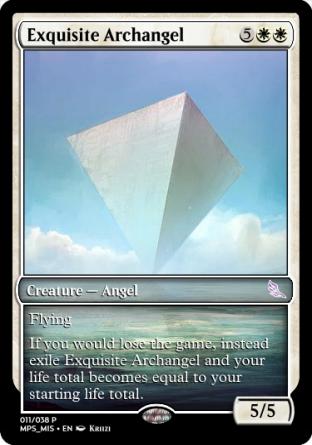 Exquisite Archangel 5
Creature — Angel
Flying
If you would lose the game, instead
exile Exquisite Archangel and your
life total becomes equal to your
starting life total.
011/038 P
MPS_MIS • EN Kriizi
5/5